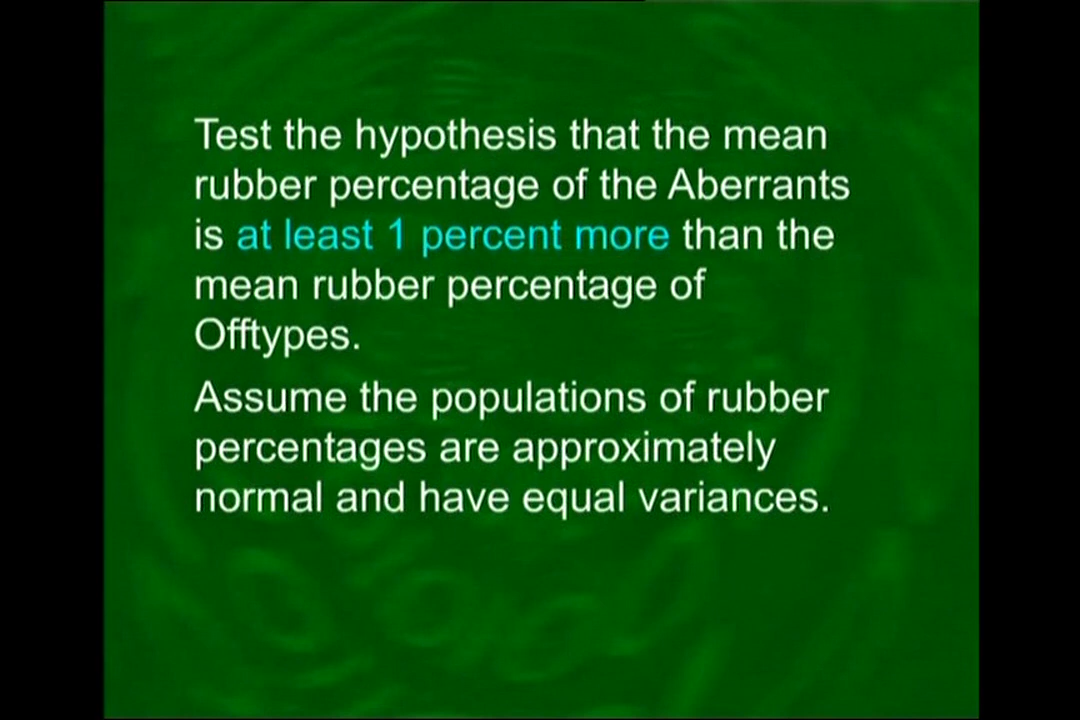 Test the hypothesis that the mean
rubber percentage of the Aberrants
is at least 1 percent more than the
mean rubber percentage of
Offtypes.
Assume the populations of rubber
percentages are approximately
normal and have equal variances.